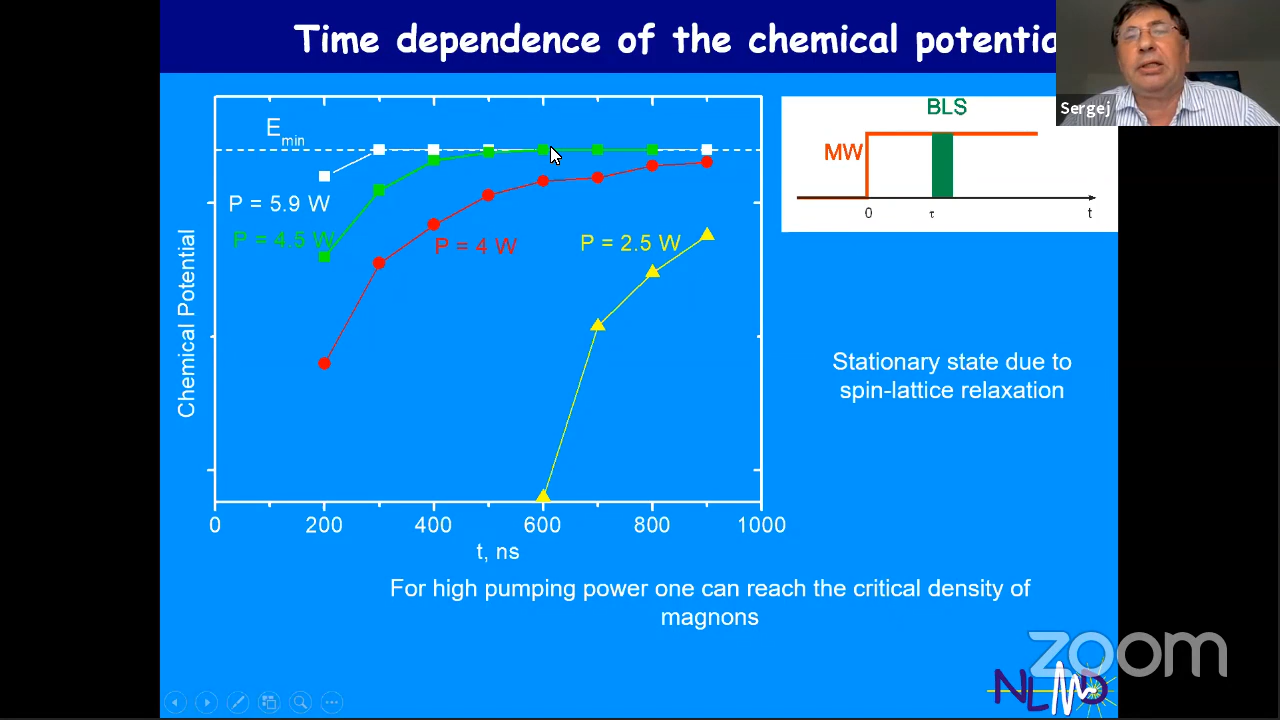 Time dependence of the chemical potentia
Sergej
E min
P = 5.9 W
P = 4.5 W
P = 4 W
P = 2.5 W
Chemical Potential
0 200 400 600 800 1000
t, ns
BLS
MW
0 τ t
Stationary state due to
spin-lattice relaxation
For high pumping power one can reach the critical density of
magnons
zoom
NLMD